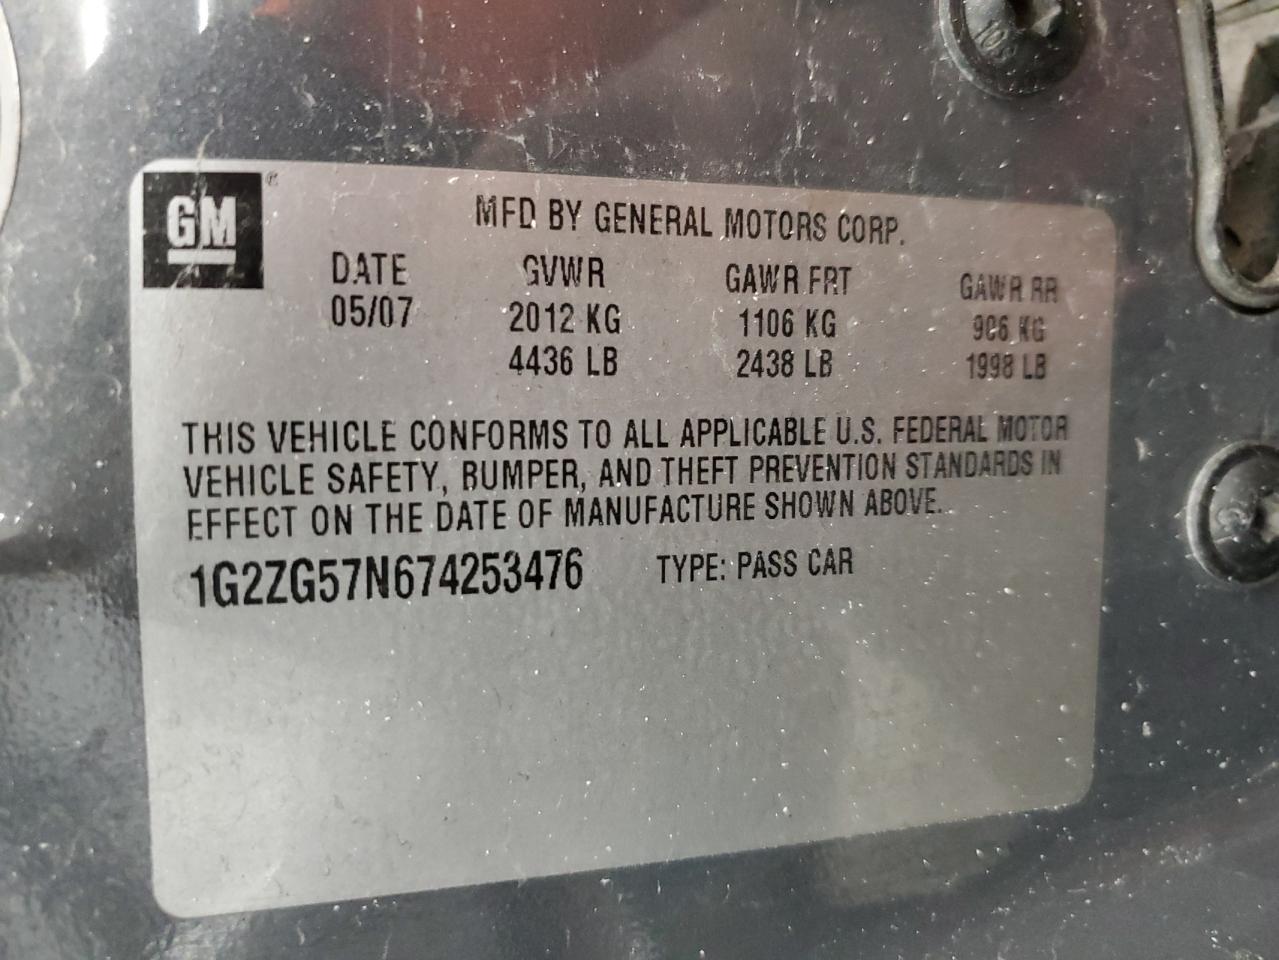 GM®
MFD BY GENERAL MOTORS CORP.
DATE GVWR GAWR FRT GAWR RR
05/07 2012 KG 1106 KG 906 KG
4436 LB 2438 LB 1998 LB
THIS VEHICLE CONFORMS TO ALL APPLICABLE U.S. FEDERAL MOTOR
VEHICLE SAFETY, BUMPER, AND THEFT PREVENTION STANDARDS IN
EFFECT ON THE DATE OF MANUFACTURE SHOWN ABOVE.
1G2ZG57N674253476 TYPE: PASS CAR